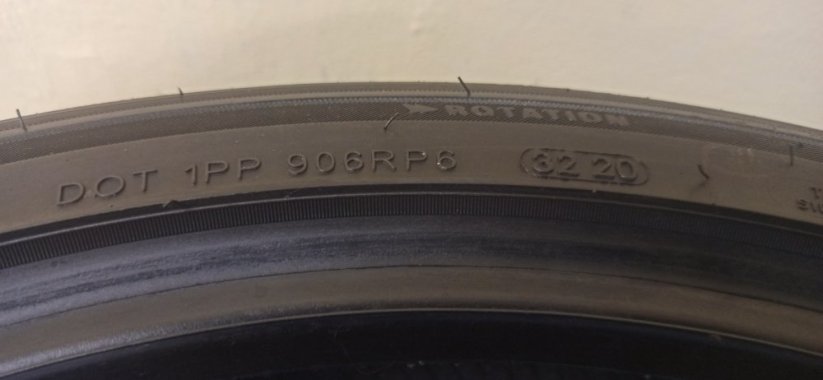 ROTATION
DOT 1PP 906RP6 3220